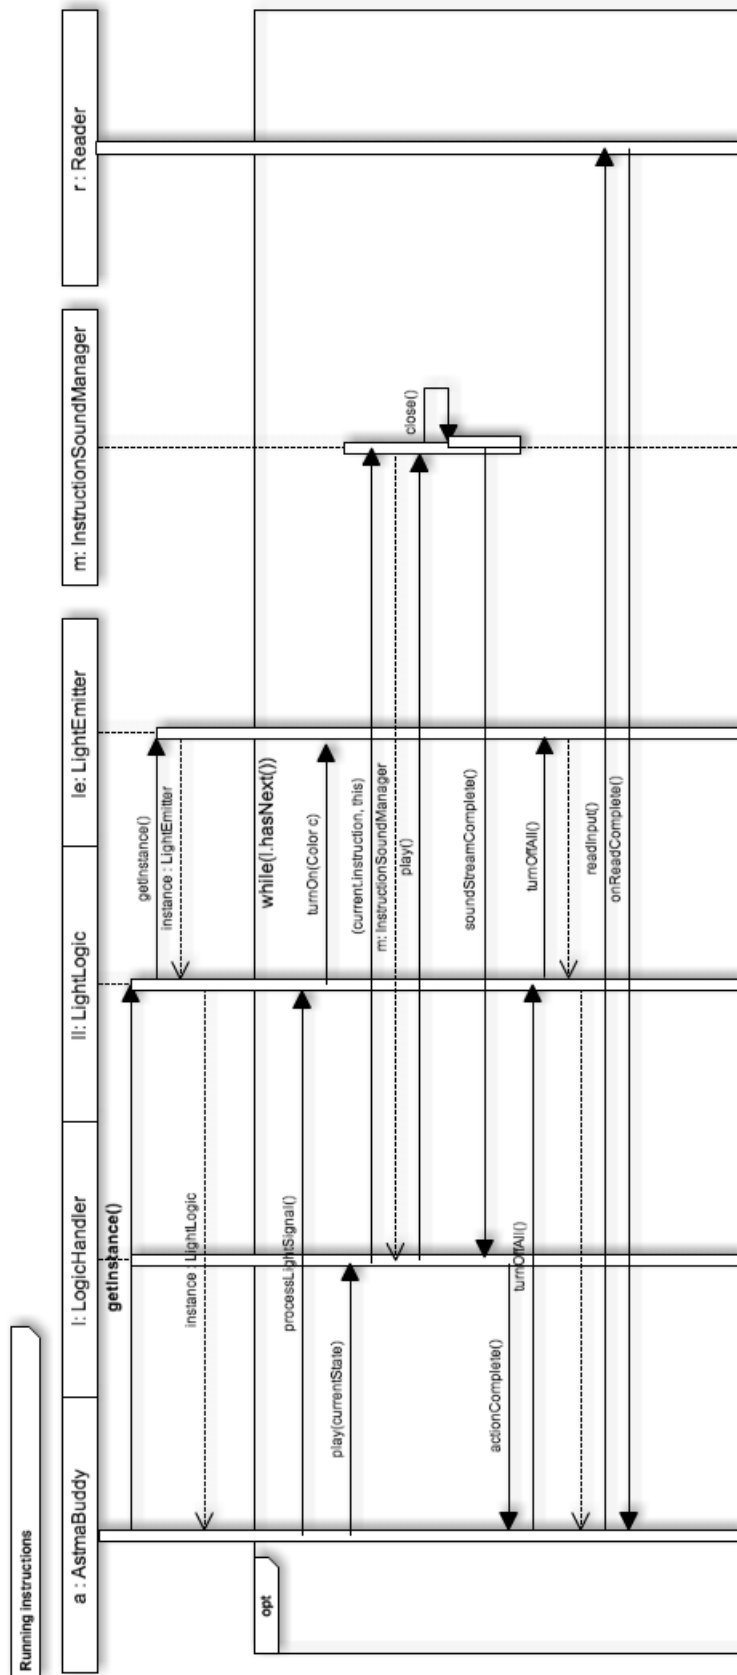 Running instructions
a : AstmaBuddy
l: LogicHandler
ll: LightLogic
le: LightEmitter
m: InstructionSoundManager
r : Reader
getInstance()
getInstance()
instance : LightEmitter
instance : LightLogic
opt
while(l.hasNext())
processLightSignal()
turnOn(Color c)
play(currentState)
(current.instruction, this)
m: InstructionSoundManager
play()
close()
soundStreamComplete()
actionComplete()
turnOffAll()
turnOffAll()
readInput()
onReadComplete()